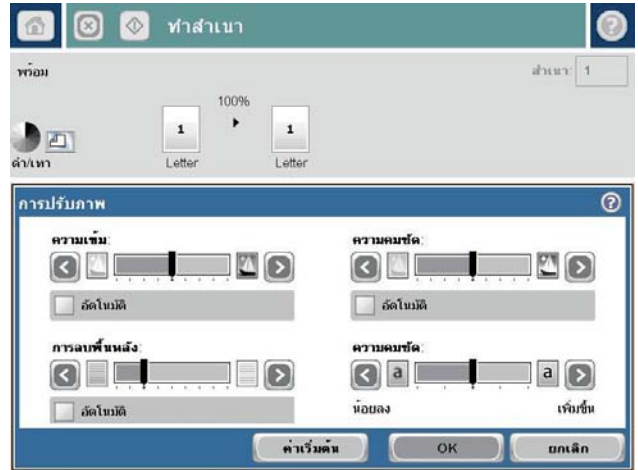 ทำสำเนา
พร้อม
สำเนา: 1
100%
1 1
ดำ/เทา Letter Letter
การปรับภาพ
ความเข้ม: ความคมชัด:
อัตโนมัติ อัตโนมัติ
การลบพื้นหลัง: ความคมชัด:
a a
อัตโนมัติ น้อยลง เพิ่มขึ้น
ค่าเริ่มต้น OK ยกเลิก